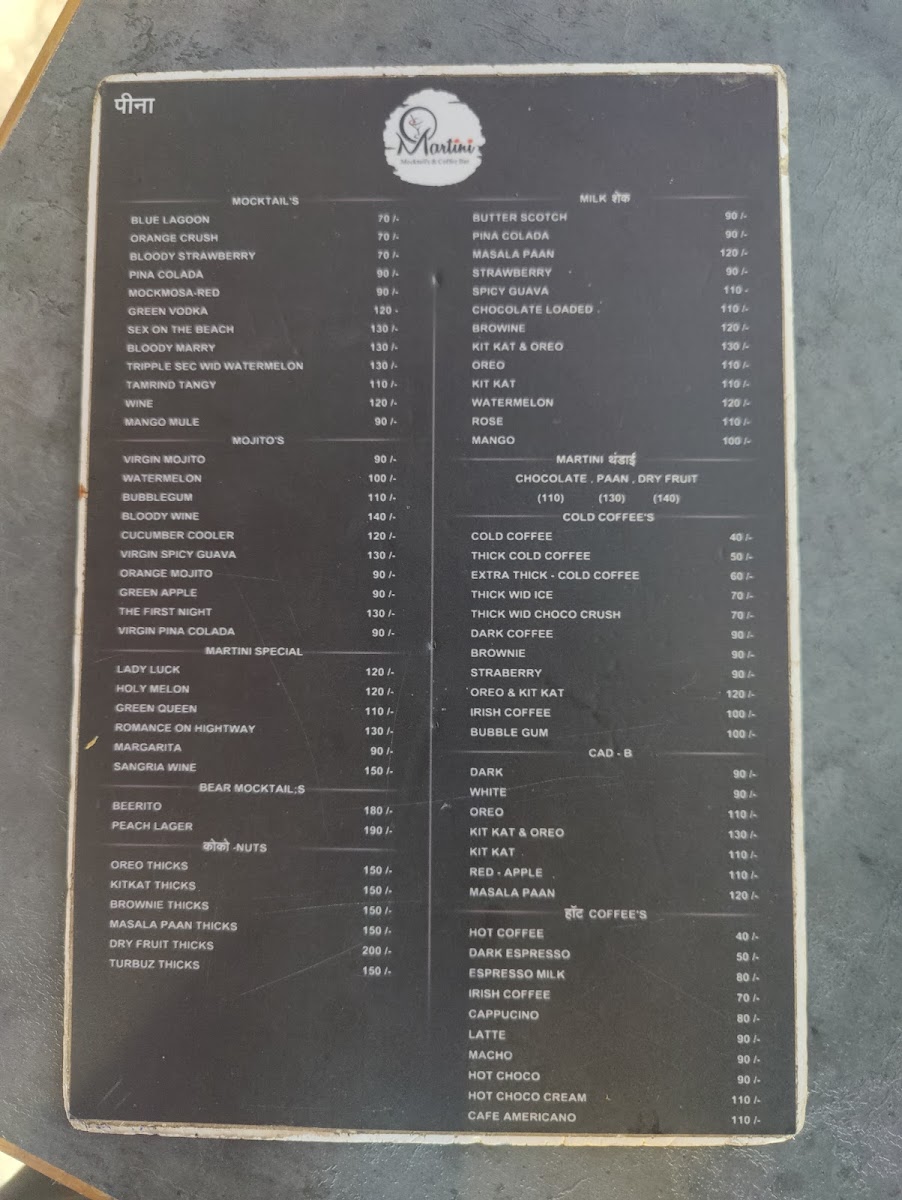 पीना
Martini
Mocktail's & Coffee Bar
MOCKTAIL'S
BLUE LAGOON 70 /-
ORANGE CRUSH 70 /-
BLOODY STRAWBERRY 70 /-
PINA COLADA 90 /-
MOCKMOSA-RED 90 /-
GREEN VODKA 120 -
SEX ON THE BEACH 130 /-
BLOODY MARRY 130 /-
TRIPPLE SEC WID WATERMELON 130 /-
TAMRIND TANGY 110 /-
WINE 120 /-
MANGO MULE 90 /-
MOJITO'S
VIRGIN MOJITO 90 /-
WATERMELON 100 /-
BUBBLEGUM 110 /-
BLOODY WINE 140 /-
CUCUMBER COOLER 120 /-
VIRGIN SPICY GUAVA 130 /-
ORANGE MOJITO 90 /-
GREEN APPLE 90 /-
THE FIRST NIGHT 130 /-
VIRGIN PINA COLADA 90 /-
MARTINI SPECIAL
LADY LUCK 120 /-
HOLY MELON 120 /-
GREEN QUEEN 110 /-
ROMANCE ON HIGHTWAY 130 /-
MARGARITA 90 /-
SANGRIA WINE 150 /-
BEAR MOCKTAIL;S
BEERITO 180 /-
PEACH LAGER 190 /-
कोको -NUTS
OREO THICKS 150 /-
KITKAT THICKS 150 /-
BROWNIE THICKS 150 /-
MASALA PAAN THICKS 150 /-
DRY FRUIT THICKS 200 /-
TURBUZ THICKS 150 /-
MILK शेक
BUTTER SCOTCH 90 /-
PINA COLADA 90 /-
MASALA PAAN 120 /-
STRAWBERRY 90 /-
SPICY GUAVA 110 -
CHOCOLATE LOADED . 110 /-
BROWINE 120 /-
KIT KAT & OREO 130 /-
OREO 110 /-
KIT KAT 110 /-
WATERMELON 120 /-
ROSE 110 /-
MANGO 100 /-
MARTINI थंडाई
CHOCOLATE , PAAN , DRY FRUIT
(110) (130) (140)
COLD COFFEE'S
COLD COFFEE 40 /-
THICK COLD COFFEE 50 /-
EXTRA THICK - COLD COFFEE 60 /-
THICK WID ICE 70 /-
THICK WID CHOCO CRUSH 70 /-
DARK COFFEE 90 /-
BROWNIE 90 /-
STRABERRY 90 /-
OREO & KIT KAT 120 /-
IRISH COFFEE 100 /-
BUBBLE GUM 100 /-
CAD - B
DARK 90 /-
WHITE 90 /-
OREO 110 /-
KIT KAT & OREO 130 /-
KIT KAT 110 /-
RED - APPLE 110 /-
MASALA PAAN 120 /-
हॉट COFFEE'S
HOT COFFEE 40 /-
DARK ESPRESSO 50 /-
ESPRESSO MILK 80 /-
IRISH COFFEE 70 /-
CAPPUCINO 80 /-
LATTE 90 /-
MACHO 90 /-
HOT CHOCO 90 /-
HOT CHOCO CREAM 110 /-
CAFE AMERICANO 110 /-